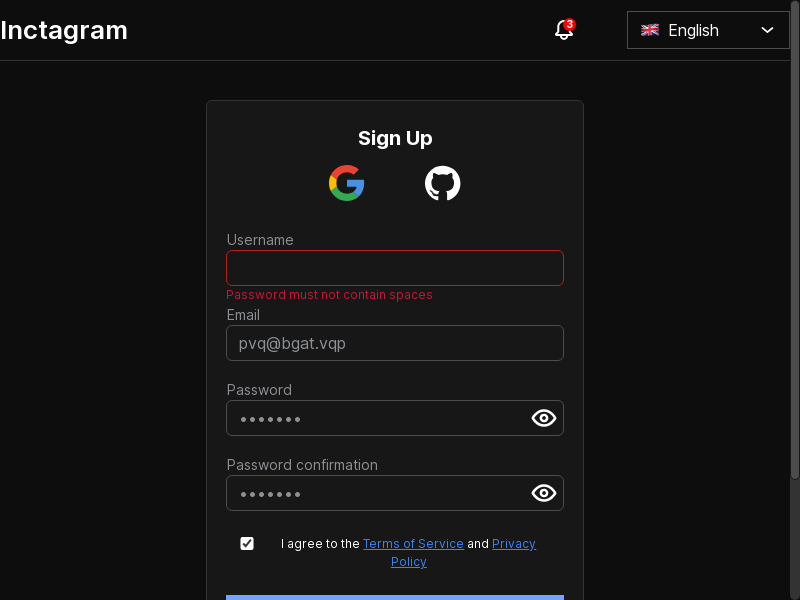 Inctagram
3
English
Sign Up
Username
Password must not contain spaces
Email
pvq@bgat.vqp
Password
•••••••
Password confirmation
•••••••
I agree to the Terms of Service and Privacy
Policy